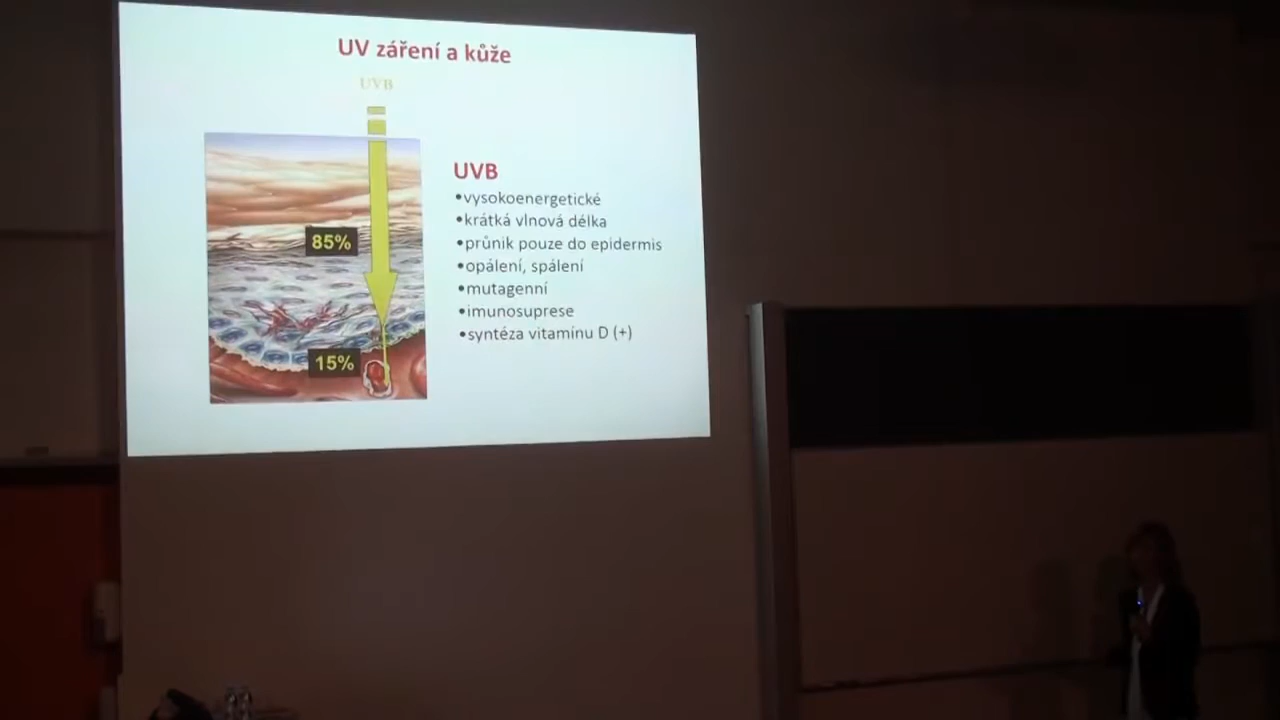 UV záření a kůže
UVB
85%
15%
UVB
•vysokoenergetické
•krátká vlnová délka
•průnik pouze do epidermis
•opálení, spálení
•mutagenní
•imunosuprese
•syntéza vitamínu D (+)